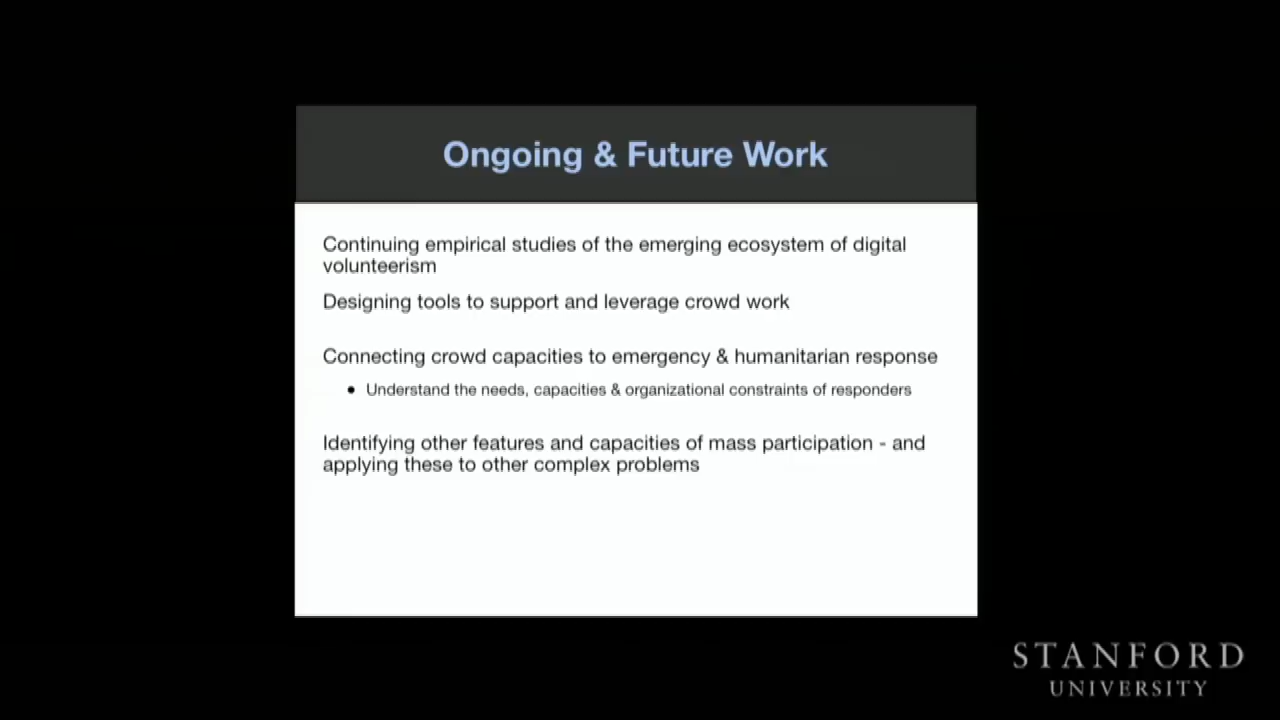 Ongoing & Future Work
Continuing empirical studies of the emerging ecosystem of digital
volunteerism
Designing tools to support and leverage crowd work
Connecting crowd capacities to emergency & humanitarian response
• Understand the needs, capacities & organizational constraints of responders
Identifying other features and capacities of mass participation - and
applying these to other complex problems
STANFORD
UNIVERSITY